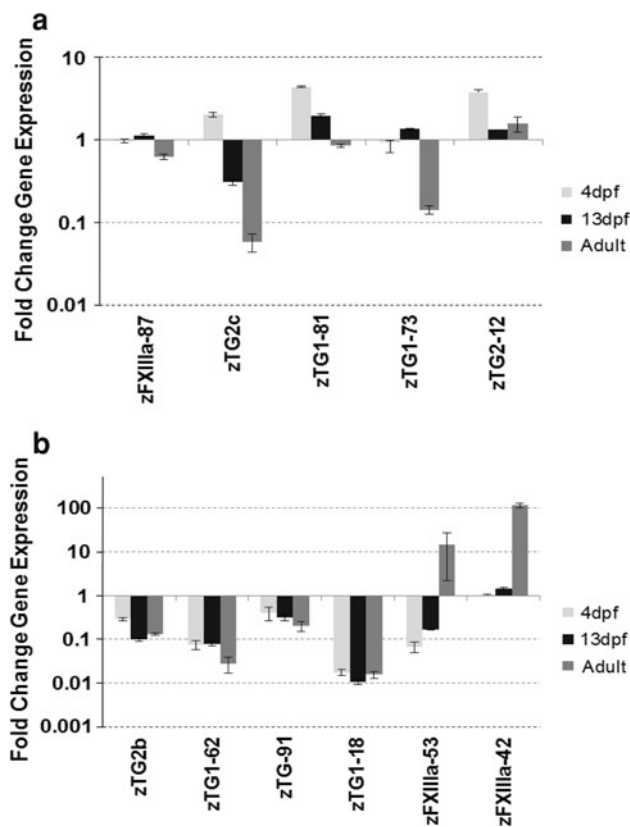 a
Fold Change Gene Expression
10
1
0.1
0.01
zFXIIIa-87
zTG2c
zTG1-81
zTG1-73
zTG2-12
4dpf
13dpf
Adult
b
Fold Change Gene Expression
100
10
1
0.1
0.01
0.001
zTG2b
zTG1-62
zTG-91
zTG1-18
zFXIIIa-53
zFXIIIa-42
4dpf
13dpf
Adult